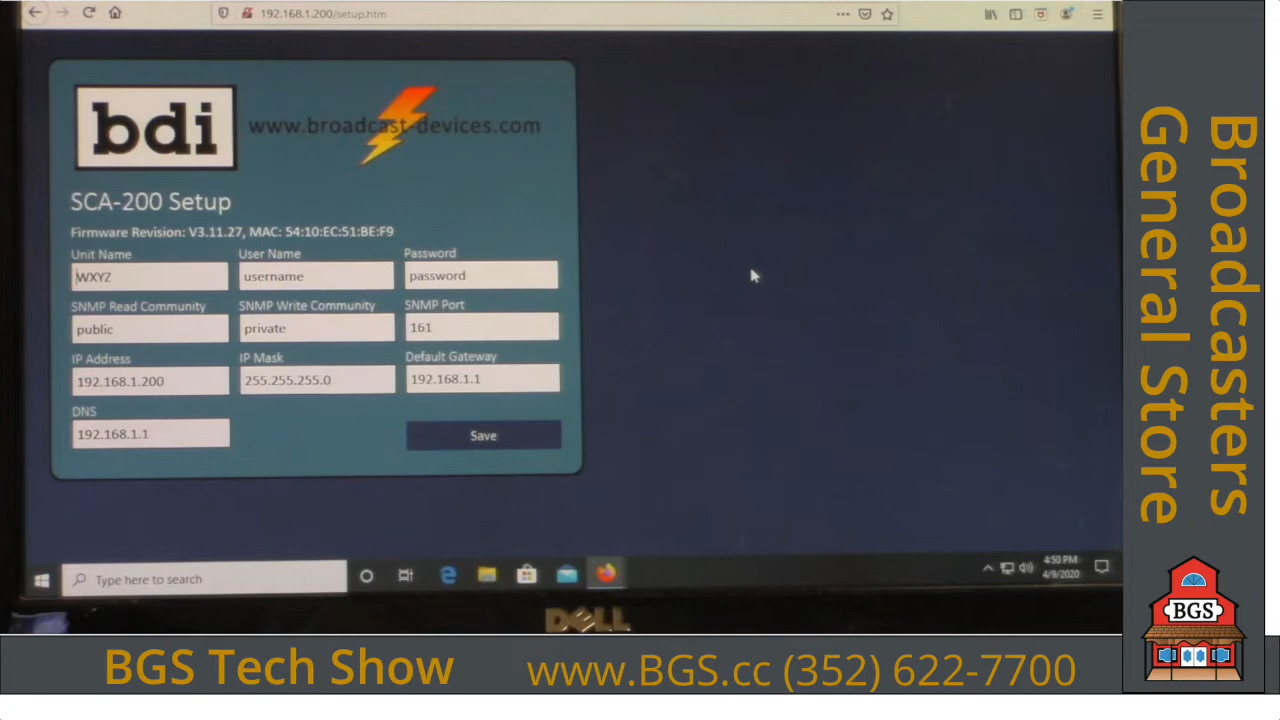 192.168.1.200/setup.htm
bdi
www.broadcast-devices.com
SCA-200 Setup
Firmware Revision: V3.11.27, MAC: 54:10:EC:51:BE:F9
Unit Name
User Name
Password
WXYZ
username
password
SNMP Read Community
SNMP Write Community
SNMP Port
public
private
161
IP Address
IP Mask
Default Gateway
192.168.1.200
255.255.255.0
192.168.1.1
DNS
192.168.1.1
Save
Type here to search
4:50 PM
4/9/2020
DELL
Broadcasters
General Store
BGS
BGS Tech Show
www.BGS.cc (352) 622-7700